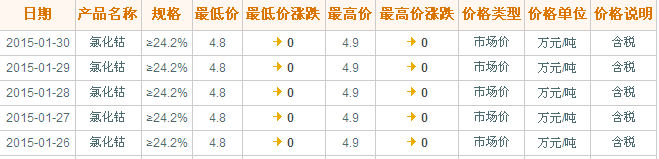 日期 产品名称 规格 最低价 最低价涨跌 最高价 最高价涨跌 价格类型 价格单位 价格说明
2015-01-30 氯化钴 ≥24.2% 4.8 → 0 4.9 → 0 市场价 万元/吨 含税
2015-01-29 氯化钴 ≥24.2% 4.8 → 0 4.9 → 0 市场价 万元/吨 含税
2015-01-28 氯化钴 ≥24.2% 4.8 → 0 4.9 → 0 市场价 万元/吨 含税
2015-01-27 氯化钴 ≥24.2% 4.8 → 0 4.9 → 0 市场价 万元/吨 含税
2015-01-26 氯化钴 ≥24.2% 4.8 → 0 4.9 → 0 市场价 万元/吨 含税